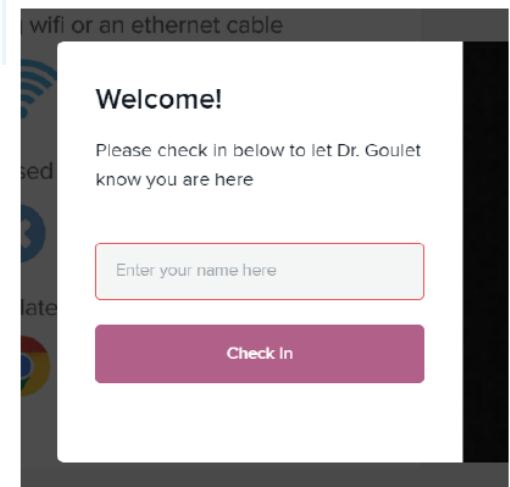 wifi or an ethernet cable
Welcome!
Please check in below to let Dr. Goulet
know you are here
sed
Enter your name here
late
Check In